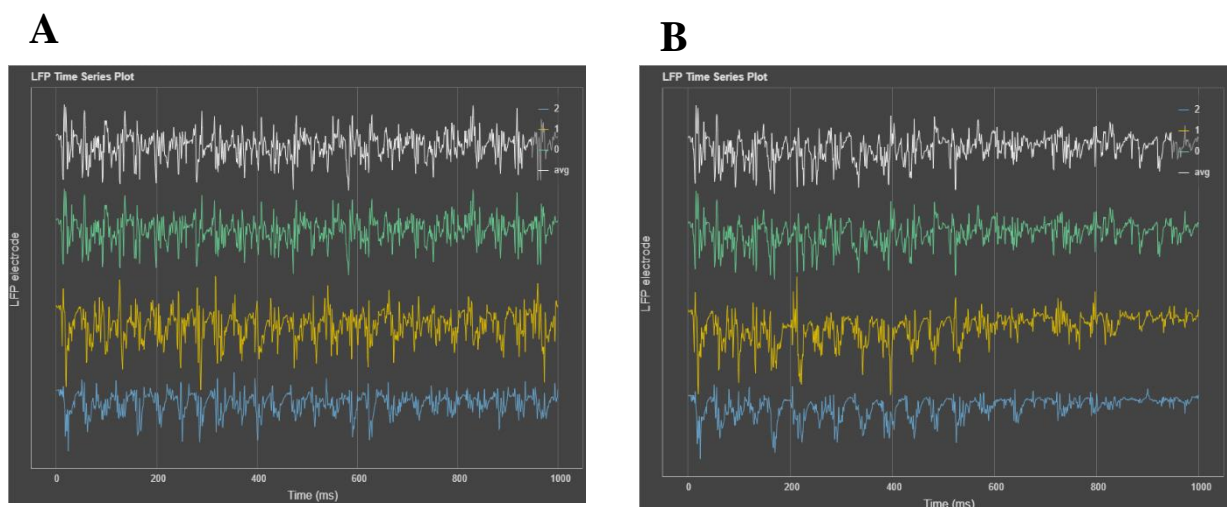 A
LFP Time Series Plot
2
1
0
avg
LFP electrode
0 200 400 600 800 1000
Time (ms)
B
LFP Time Series Plot
2
1
0
avg
LFP electrode
0 200 400 600 800 1000
Time (ms)